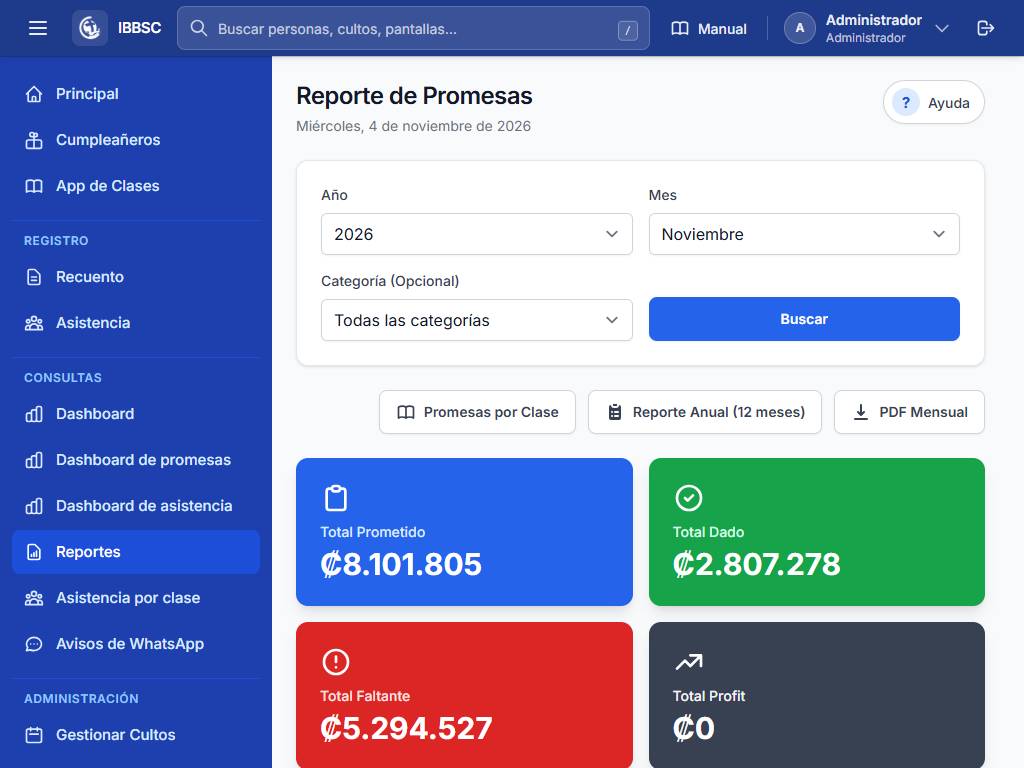 IBBSC
Buscar personas, cultos, pantallas...
/
Manual
A
Administrador
Administrador
Principal
Cumpleañeros
App de Clases
REGISTRO
Recuento
Asistencia
CONSULTAS
Dashboard
Dashboard de promesas
Dashboard de asistencia
Reportes
Asistencia por clase
Avisos de WhatsApp
ADMINISTRACIÓN
Gestionar Cultos
Reporte de Promesas
Miércoles, 4 de noviembre de 2026
? Ayuda
Año
2026
Mes
Noviembre
Categoría (Opcional)
Todas las categorías
Buscar
Promesas por Clase
Reporte Anual (12 meses)
PDF Mensual
Total Prometido
₡8.101.805
Total Dado
₡2.807.278
Total Faltante
₡5.294.527
Total Profit
₡0